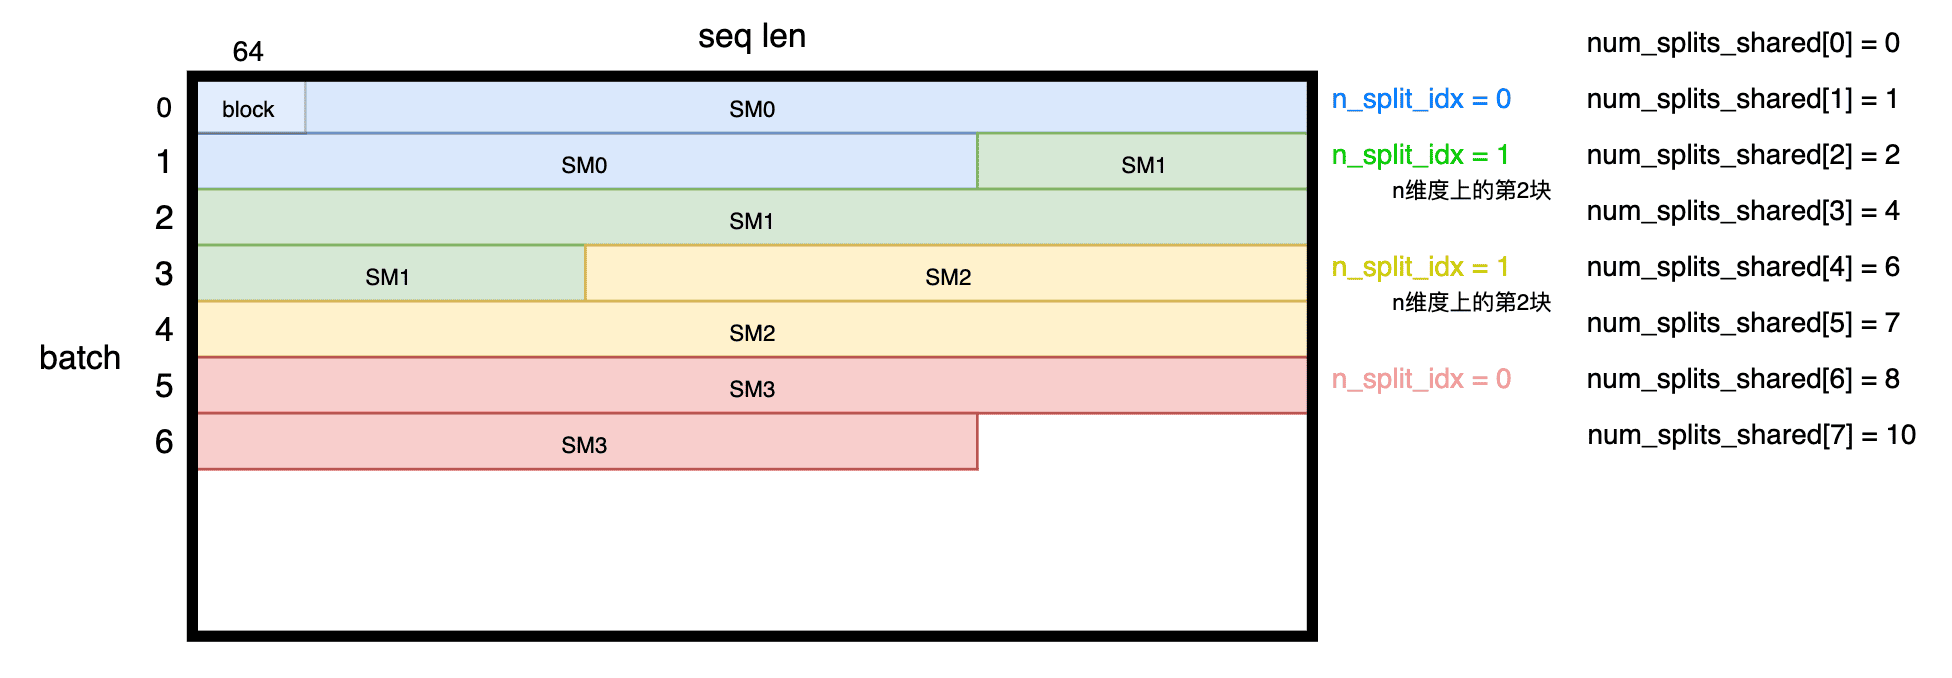 seq len
64
num_splits_shared[0] = 0
0
block
SM0
n_split_idx = 0
num_splits_shared[1] = 1
1
SM0
SM1
n_split_idx = 1
n维度上的第2块
num_splits_shared[2] = 2
2
SM1
num_splits_shared[3] = 4
3
SM1
SM2
n_split_idx = 1
n维度上的第2块
num_splits_shared[4] = 6
4
SM2
num_splits_shared[5] = 7
batch
5
SM3
n_split_idx = 0
num_splits_shared[6] = 8
6
SM3
num_splits_shared[7] = 10